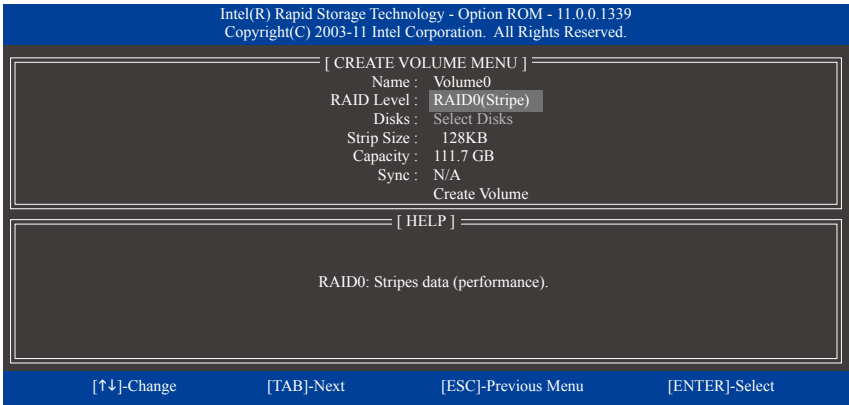 Intel(R) Rapid Storage Technology - Option ROM - 11.0.0.1339
Copyright(C) 2003-11 Intel Corporation.  All Rights Reserved.
[ CREATE VOLUME MENU ]
Name :   Volume0
RAID Level :   RAID0(Stripe)
Disks :   Select Disks
Strip Size :   128KB
Capacity :   111.7 GB
Sync :   N/A
Create Volume
[ HELP ]
RAID0: Stripes data (performance).
[↑↓]-Change   [TAB]-Next   [ESC]-Previous Menu   [ENTER]-Select